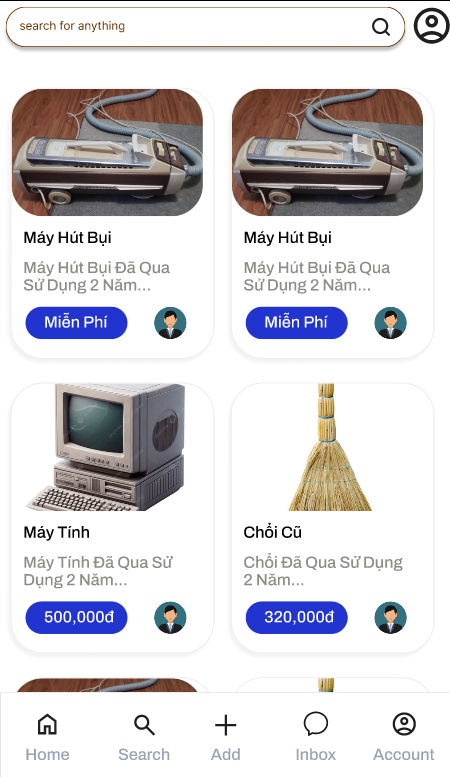 search for anything
Máy Hút Bụi
Máy Hút Bụi Đã Qua
Sử Dụng 2 Năm...
Miễn Phí
Máy Hút Bụi
Máy Hút Bụi Đã Qua
Sử Dụng 2 Năm...
Miễn Phí
Máy Tính
Máy Tính Đã Qua Sử
Dụng 2 Năm...
500,000đ
Chổi Cũ
Chổi Đã Qua Sử Dụng
2 Năm...
320,000đ
Home
Search
Add
Inbox
Account